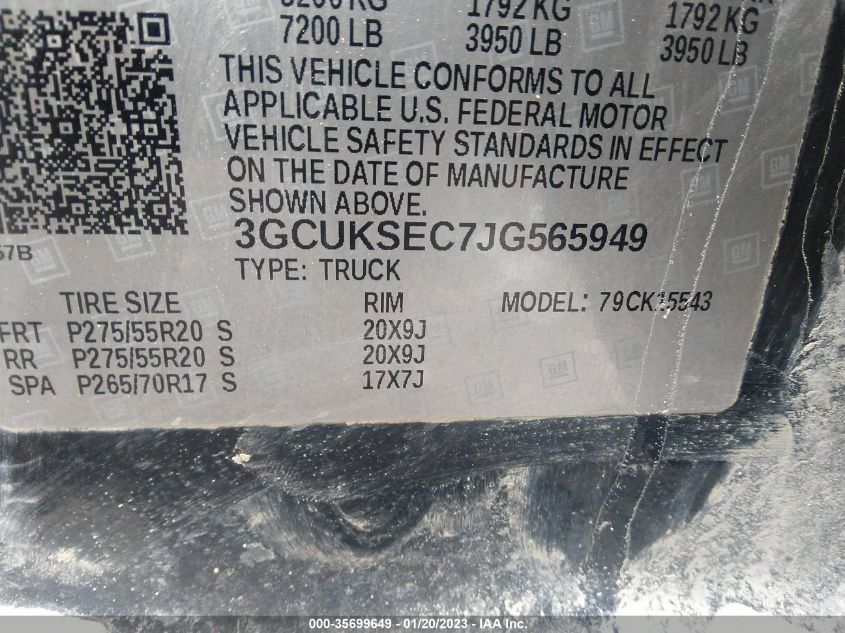 1792 KG 1792 KG
7200 LB 3950 LB 3950 LB
THIS VEHICLE CONFORMS TO ALL
APPLICABLE U.S. FEDERAL MOTOR
VEHICLE SAFETY STANDARDS IN EFFECT
ON THE DATE OF MANUFACTURE
SHOWN ABOVE.
3GCUKSEC7JG565949
57B
TYPE: TRUCK
TIRE SIZE RIM MODEL: 79CK15543
FRT P275/55R20 S 20X9J
RR P275/55R20 S 20X9J
SPA P265/70R17 S 17X7J
GM
000-35699649 - 01/20/2023 - IAA Inc.